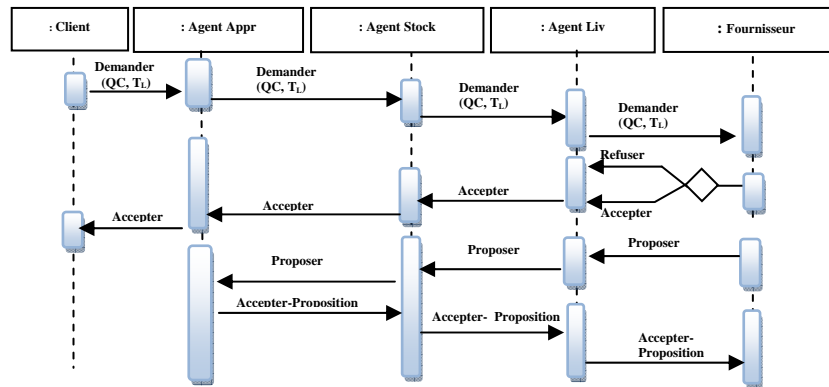 : Client
: Agent Appr
: Agent Stock
: Agent Liv
: Fournisseur
Demander
(QC, TL)
Demander
(QC, TL)
Demander
(QC, TL)
Demander
(QC, TL)
Refuser
Accepter
Accepter
Accepter
Accepter
Proposer
Proposer
Proposer
Accepter-Proposition
Accepter- Proposition
Accepter-
Proposition